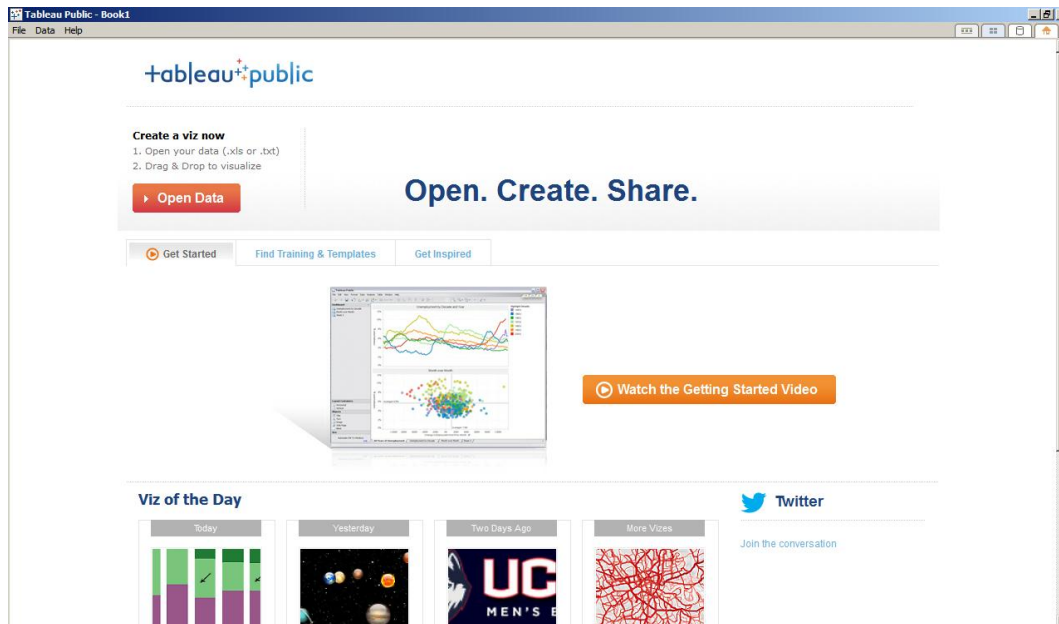 Tableau Public - Book1
File Data Help
+ableau public
Create a viz now
1. Open your data (.xls or .txt)
2. Drag & Drop to visualize
Open Data
Open. Create. Share.
Get Started
Find Training & Templates
Get Inspired
Watch the Getting Started Video
Viz of the Day
Twitter
Today
Yesterday
Two Days Ago
More Vizes
Join the conversation
UC
MEN'S